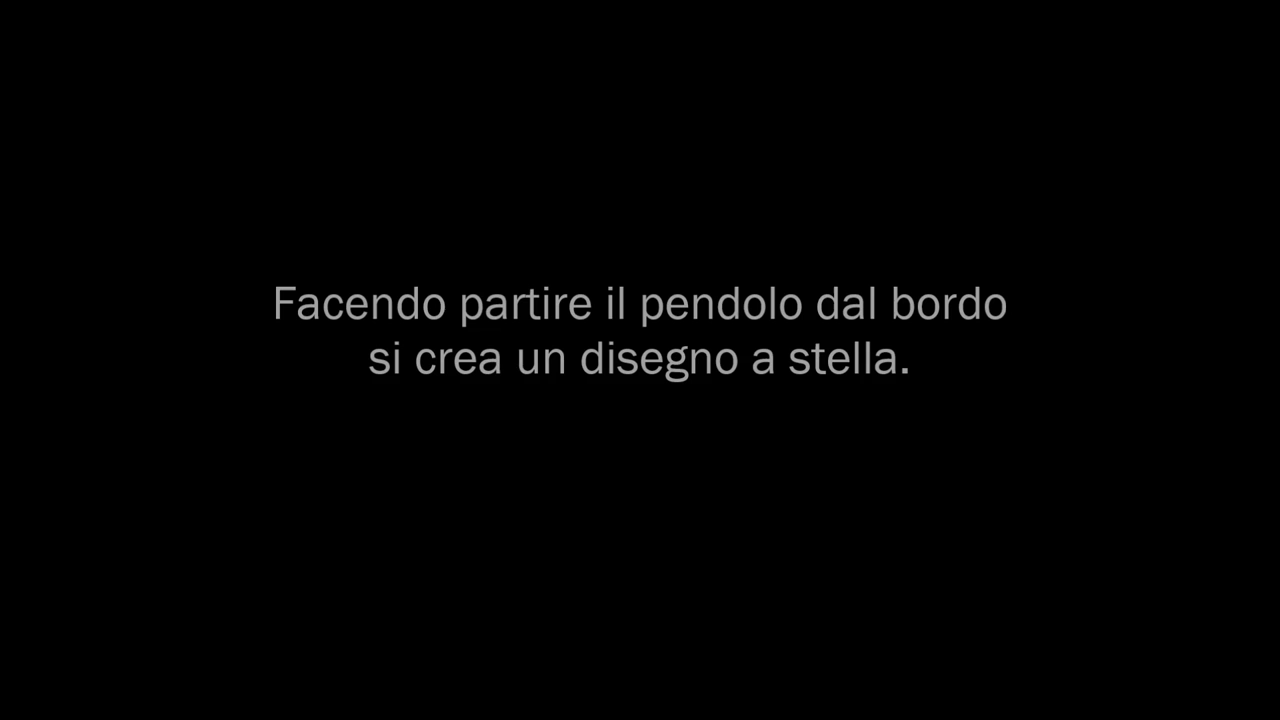 Facendo partire il pendolo dal bordo
si crea un disegno a stella.